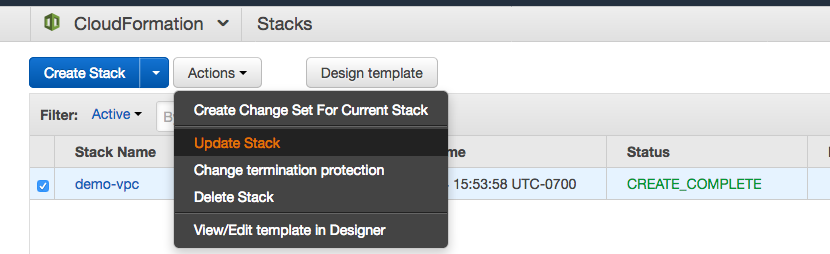 CloudFormation Stacks
Create Stack Actions Design template
Create Change Set For Current Stack
Filter: Active
Update Stack
Stack Name Status
Change termination protection
demo-vpc 15:53:58 UTC-0700 CREATE_COMPLETE
Delete Stack
View/Edit template in Designer